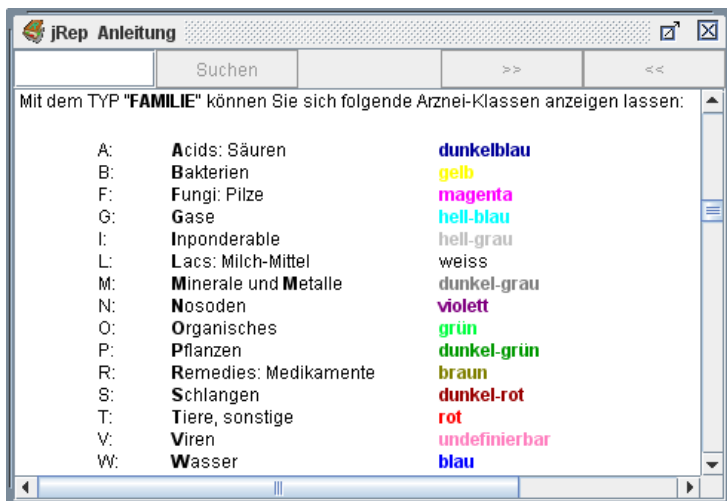 jRep Anleitung
Suchen >> <<
Mit dem TYP "FAMILIE" können Sie sich folgende Arznei-Klassen anzeigen lassen:
A: Acids: Säuren dunkelblau
B: Bakterien gelb
F: Fungi: Pilze magenta
G: Gase hell-blau
I: Inponderable hell-grau
L: Lacs: Milch-Mittel weiss
M: Minerale und Metalle dunkel-grau
N: Nosoden violett
O: Organisches grün
P: Pflanzen dunkel-grün
R: Remedies: Medikamente braun
S: Schlangen dunkel-rot
T: Tiere, sonstige rot
V: Viren undefinierbar
W: Wasser blau